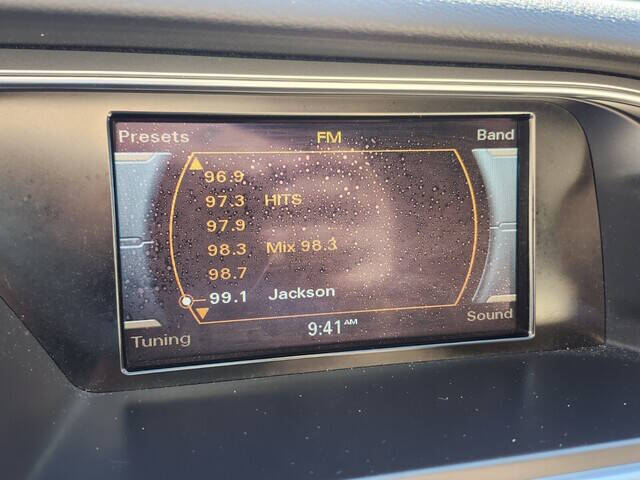 Presets FM Band
96.9
97.3 HITS
97.9
98.3 Mix 98.3
98.7
99.1 Jackson
Tuning 9:41 AM Sound